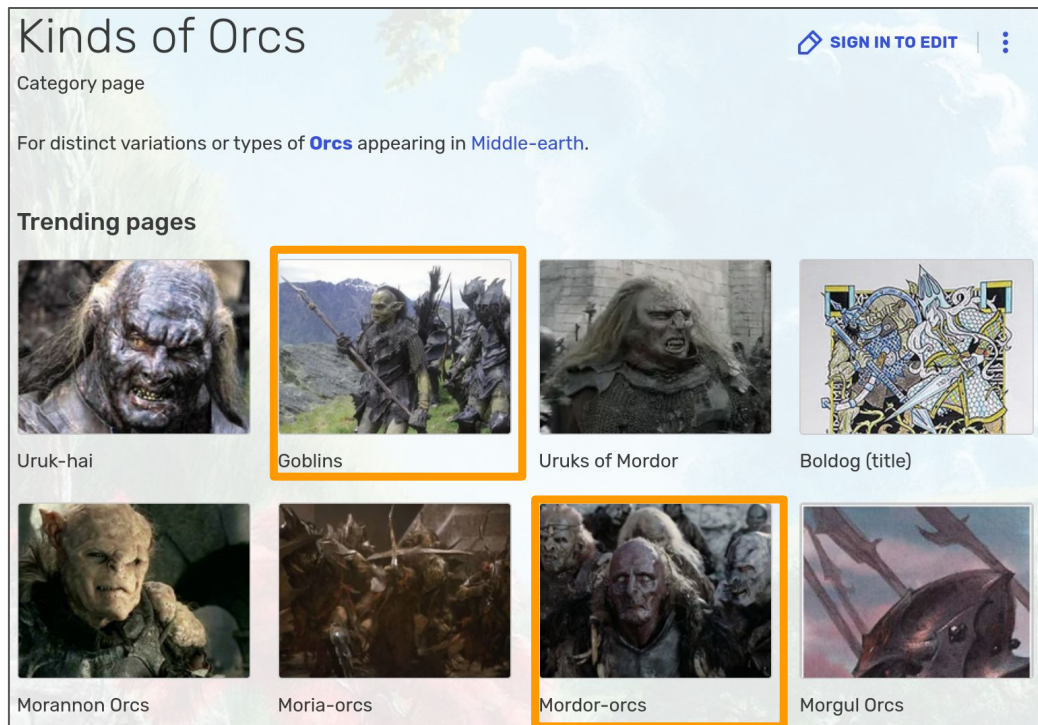 Kinds of Orcs
SIGN IN TO EDIT
Category page
For distinct variations or types of Orcs appearing in Middle-earth.
Trending pages
Uruk-hai
Goblins
Uruks of Mordor
Boldog (title)
Morannon Orcs
Moria-orcs
Mordor-orcs
Morgul Orcs